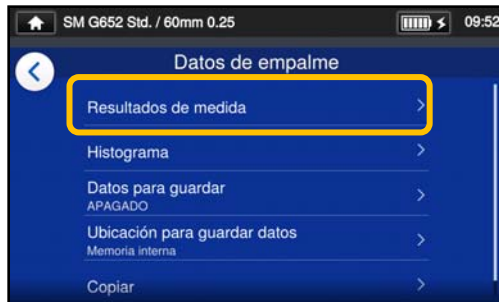 SM G652 Std. / 60mm 0.25 09:52
Datos de empalme
Resultados de medida
Histograma
Datos para guardar
APAGADO
Ubicación para guardar datos
Memoria interna
Copiar